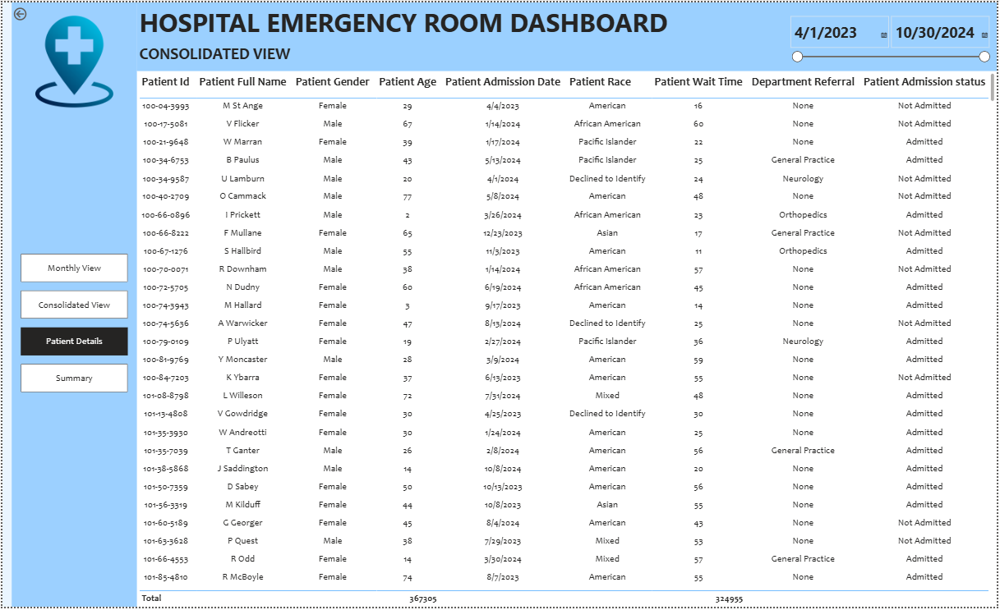 HOSPITAL EMERGENCY ROOM DASHBOARD
CONSOLIDATED VIEW
4/1/2023 10/30/2024
Patient Id Patient Full Name Patient Gender Patient Age Patient Admission Date Patient Race Patient Wait Time Department Referral Patient Admission status
100-04-3993 M St Ange Female 29 4/4/2023 American 16 None Not Admitted
100-17-5081 V Flicker Male 67 1/14/2024 African American 60 None Not Admitted
100-21-9648 W Marran Female 39 1/17/2024 Pacific Islander 22 None Admitted
100-34-6753 B Paulus Male 43 5/13/2024 Pacific Islander 25 General Practice Admitted
100-34-9587 U Lamburn Male 20 4/1/2024 Declined to Identify 24 Neurology Not Admitted
100-40-2709 O Cammack Male 77 5/8/2024 American 48 None Not Admitted
100-66-0896 I Prickett Male 2 3/26/2024 African American 23 Orthopedics Admitted
100-66-8222 F Mullane Female 65 12/23/2023 Asian 17 General Practice Not Admitted
100-67-1276 S Hallbird Male 55 11/3/2023 American 11 Orthopedics Admitted
100-70-0071 R Downham Male 38 1/14/2024 African American 57 None Not Admitted
100-72-5705 N Dudny Female 60 6/19/2024 African American 45 None Admitted
100-74-3943 M Hallard Female 3 9/17/2023 American 14 None Admitted
100-74-5636 A Warwicker Female 47 8/13/2024 Declined to Identify 25 None Not Admitted
100-79-0109 P Ulyatt Female 19 2/27/2024 Pacific Islander 36 Neurology Admitted
100-81-9769 Y Moncaster Male 28 3/9/2024 American 59 None Admitted
100-84-7203 K Ybarra Female 37 6/13/2023 American 55 None Not Admitted
101-08-8798 L Willeson Female 72 7/31/2024 Mixed 48 None Admitted
101-13-4808 V Gowdridge Female 30 4/25/2023 Declined to Identify 30 None Admitted
101-35-3930 W Andreotti Female 30 1/24/2024 American 25 None Admitted
101-35-7039 T Ganter Male 26 2/8/2024 American 56 General Practice Admitted
101-38-5868 J Saddington Male 14 10/8/2024 American 20 None Admitted
101-50-7359 D Sabey Female 50 10/13/2023 American 56 None Admitted
101-56-3319 M Kilduff Female 44 10/8/2023 Asian 55 None Admitted
101-60-5189 G Georger Female 45 8/4/2024 American 43 None Not Admitted
101-63-3628 P Quest Male 38 7/29/2023 Mixed 53 None Not Admitted
101-66-4553 R Odd Female 14 3/30/2024 Mixed 57 General Practice Admitted
101-85-4810 R McBoyle Female 74 8/7/2023 American 55 None Admitted
Total 367305 324955
Monthly View
Consolidated View
Patient Details
Summary